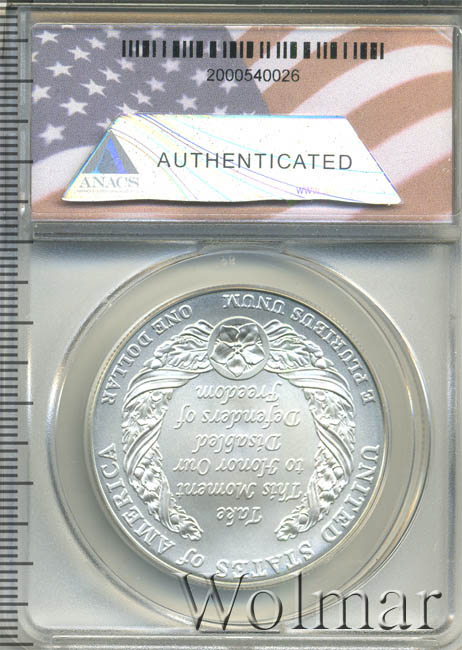 2000540026
ANACS
AUTHENTICATED
www.
UNITED STATES of AMERICA
Take
This Moment
to Honor Our
Disabled
Defenders of
Freedom
E PLURIBUS UNUM
ONE DOLLAR
Wolmar